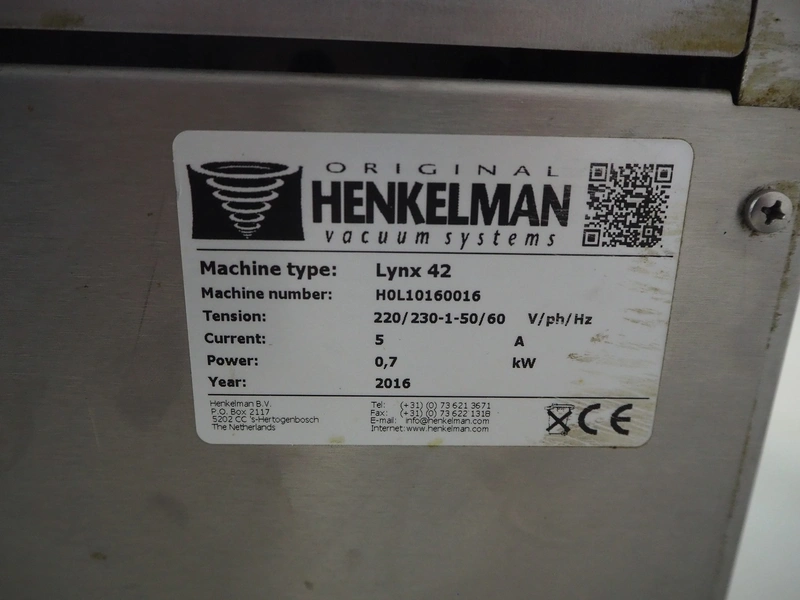 ORIGINAL
HENKELMAN
vacuum systems
Machine type: Lynx 42
Machine number: H0L10160016
Tension: 220/230-1-50/60 V/ph/Hz
Current: 5 A
Power: 0,7 kW
Year: 2016
Henkelman B.V.
P.O. Box 2117
5202 CC 's-Hertogenbosch
The Netherlands
Tel: (+31) (0) 73 621 3671
Fax: (+31) (0) 73 622 1318
E-mail: info@henkelman.com
Internet: www.henkelman.com
CE